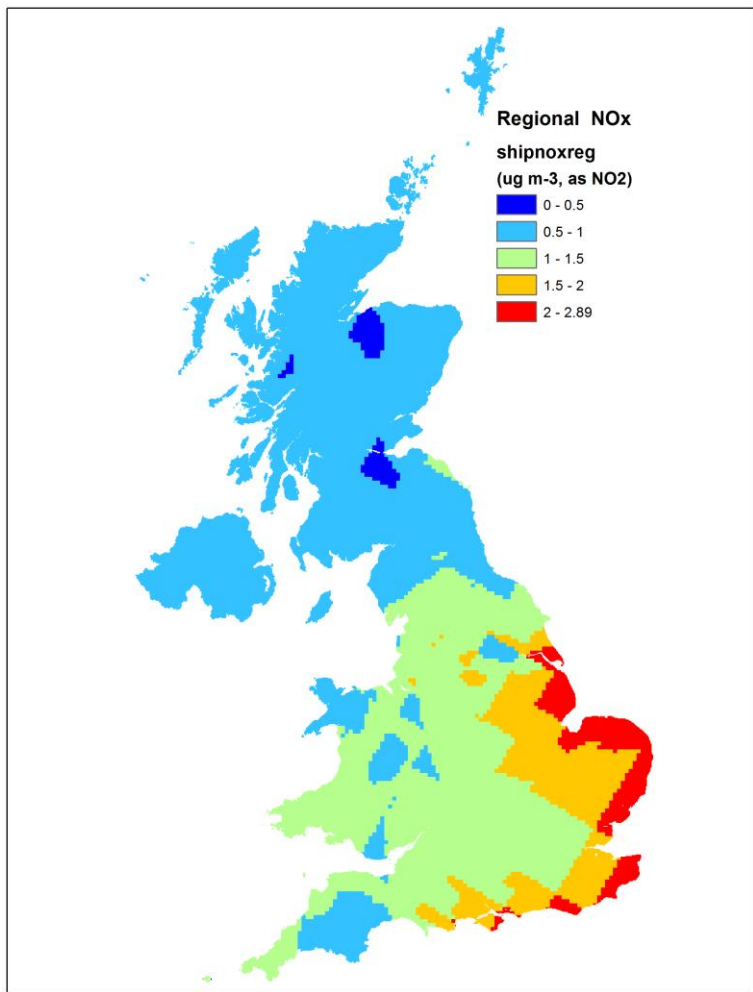 Regional NOx
shipnoxreg
(ug m-3, as NO2)
0 - 0.5
0.5 - 1
1 - 1.5
1.5 - 2
2 - 2.89